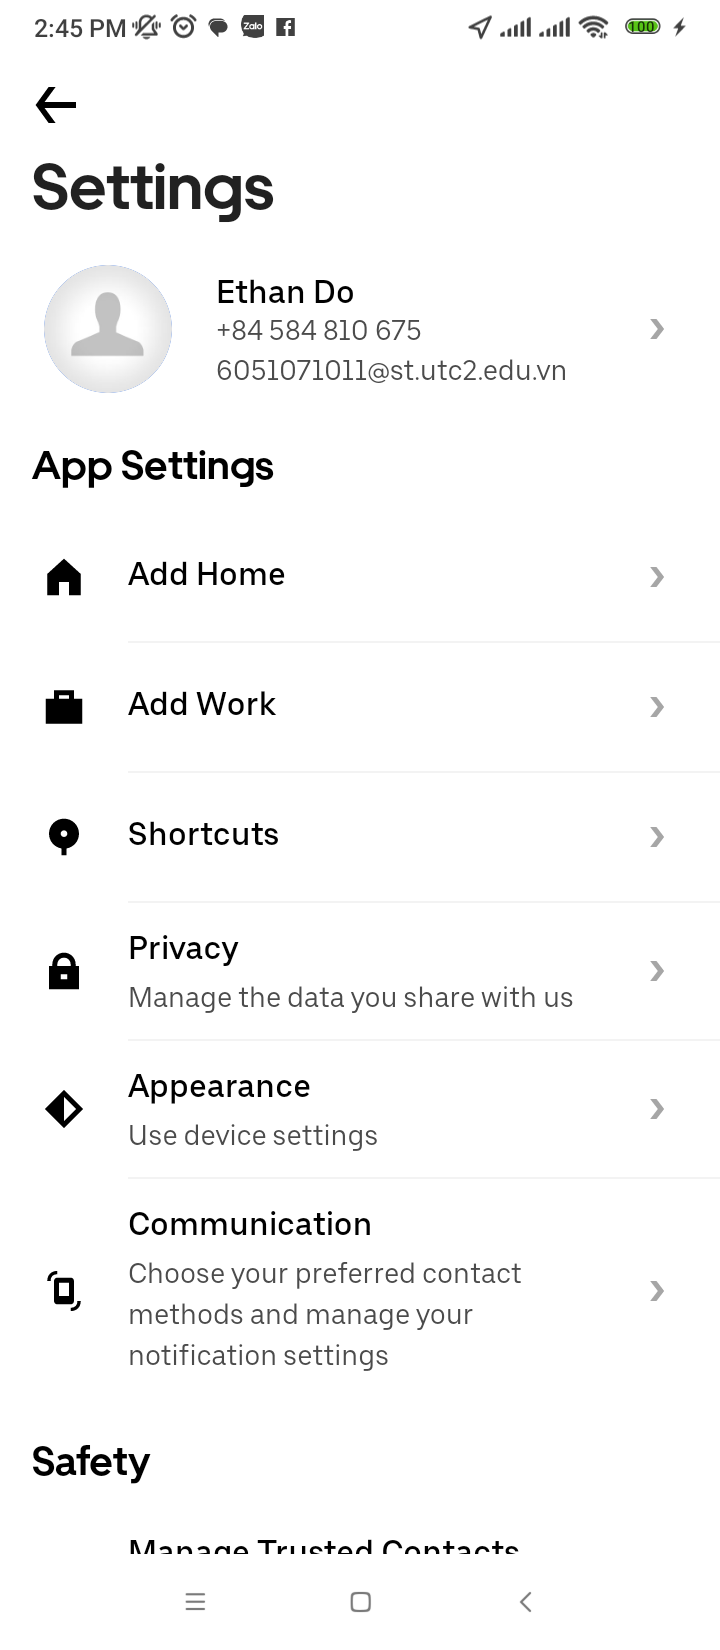 2:45 PM
Zalo
100
Settings
Ethan Do
+84 584 810 675
6051071011@st.utc2.edu.vn
App Settings
Add Home
Add Work
Shortcuts
Privacy
Manage the data you share with us
Appearance
Use device settings
Communication
Choose your preferred contact
methods and manage your
notification settings
Safety
Manage Trusted Contacts